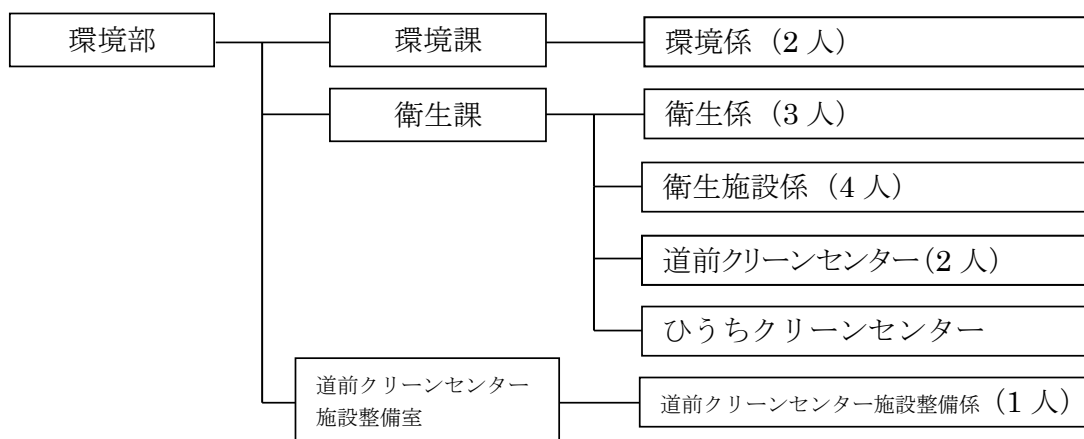 環境部
環境課
環境係（2 人）
衛生課
衛生係（3 人）
衛生施設係（4 人）
道前クリーンセンター（2 人）
ひうちクリーンセンター
道前クリーンセンター
施設整備室
道前クリーンセンター施設整備係（1 人）